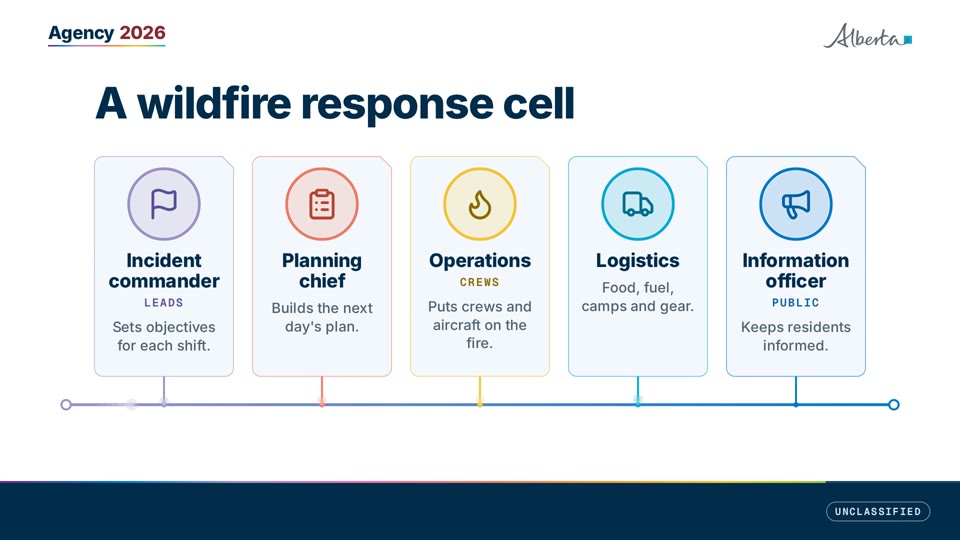 Agency 2026
Alberta
A wildfire response cell
Incident
commander
LEADS
Sets objectives
for each shift.
Planning
chief
Builds the next
day's plan.
Operations
CREWS
Puts crews and
aircraft on the
fire.
Logistics
Food, fuel,
camps and gear.
Information
officer
PUBLIC
Keeps residents
informed.
UNCLASSIFIED